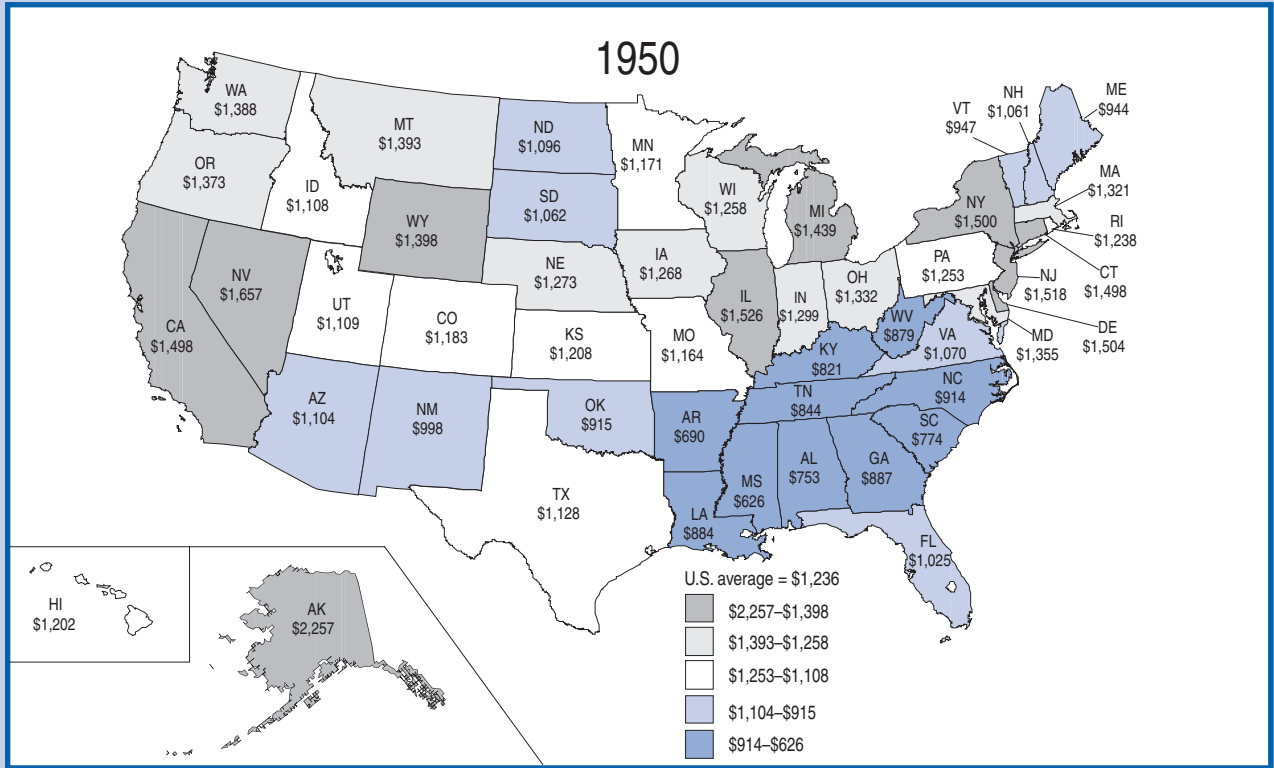 1950
WA
$1,388
OR
$1,373
CA
$1,498
NV
$1,657
ID
$1,108
MT
$1,393
WY
$1,398
UT
$1,109
AZ
$1,104
CO
$1,183
NM
$998
ND
$1,096
SD
$1,062
NE
$1,273
KS
$1,208
OK
$915
TX
$1,128
MN
$1,171
IA
$1,268
MO
$1,164
AR
$690
LA
$884
WI
$1,258
IL
$1,526
MI
$1,439
IN
$1,299
OH
$1,332
KY
$821
TN
$844
MS
$626
AL
$753
GA
$887
FL
$1,025
SC
$774
NC
$914
VA
$1,070
WV
$879
PA
$1,253
NY
$1,500
VT
$947
NH
$1,061
ME
$944
MA
$1,321
RI
$1,238
CT
$1,498
NJ
$1,518
DE
$1,504
MD
$1,355
HI
$1,202
AK
$2,257
U.S. average = $1,236
$2,257–$1,398
$1,393–$1,258
$1,253–$1,108
$1,104–$915
$914–$626